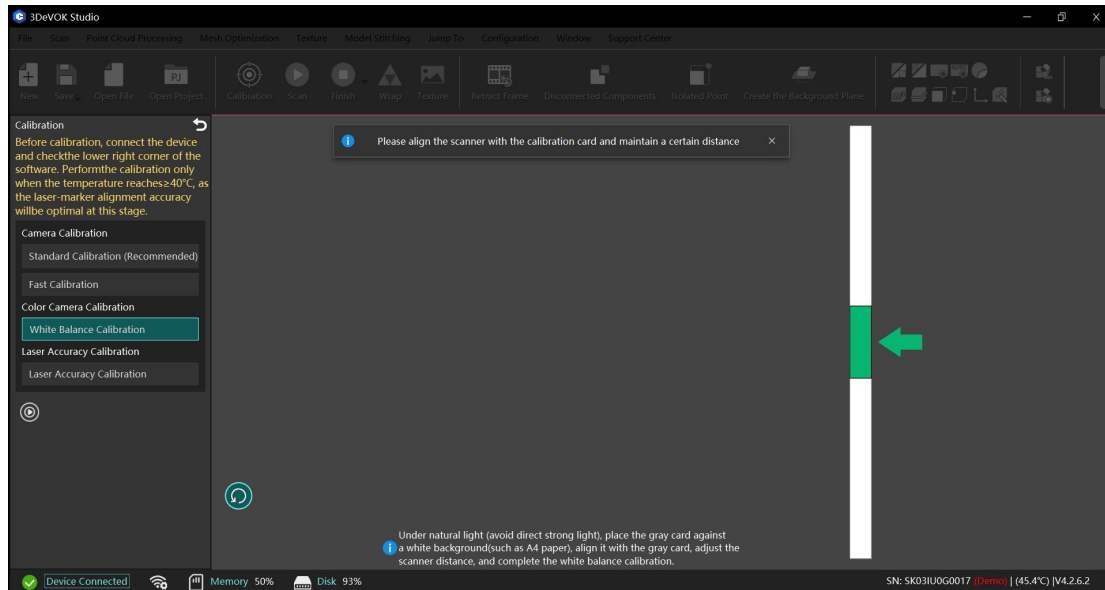 3DeVOK Studio
File Scan Point Cloud Processing Mesh Optimization Texture Model Stitching Jump To Configuration Window Support Center
PJ
New Save Open File Open Project Calibration Scan Finish Wrap Texture Retract Frame Disconnected Components Isolated Point Create the Background Plane
Calibration
Before calibration, connect the device
and checkthe lower right corner of the
software. Performthe calibration only
when the temperature reaches≥40°C, as
the laser-marker alignment accuracy
willbe optimal at this stage.
Camera Calibration
Standard Calibration (Recommended)
Fast Calibration
Color Camera Calibration
White Balance Calibration
Laser Accuracy Calibration
Laser Accuracy Calibration
Please align the scanner with the calibration card and maintain a certain distance
Under natural light (avoid direct strong light), place the gray card against
a white background(such as A4 paper), align it with the gray card, adjust the
scanner distance, and complete the white balance calibration.
Device Connected Memory 50% Disk 93% SN: SK03IU0G0017 (Demo) | (45.4℃) |V4.2.6.2